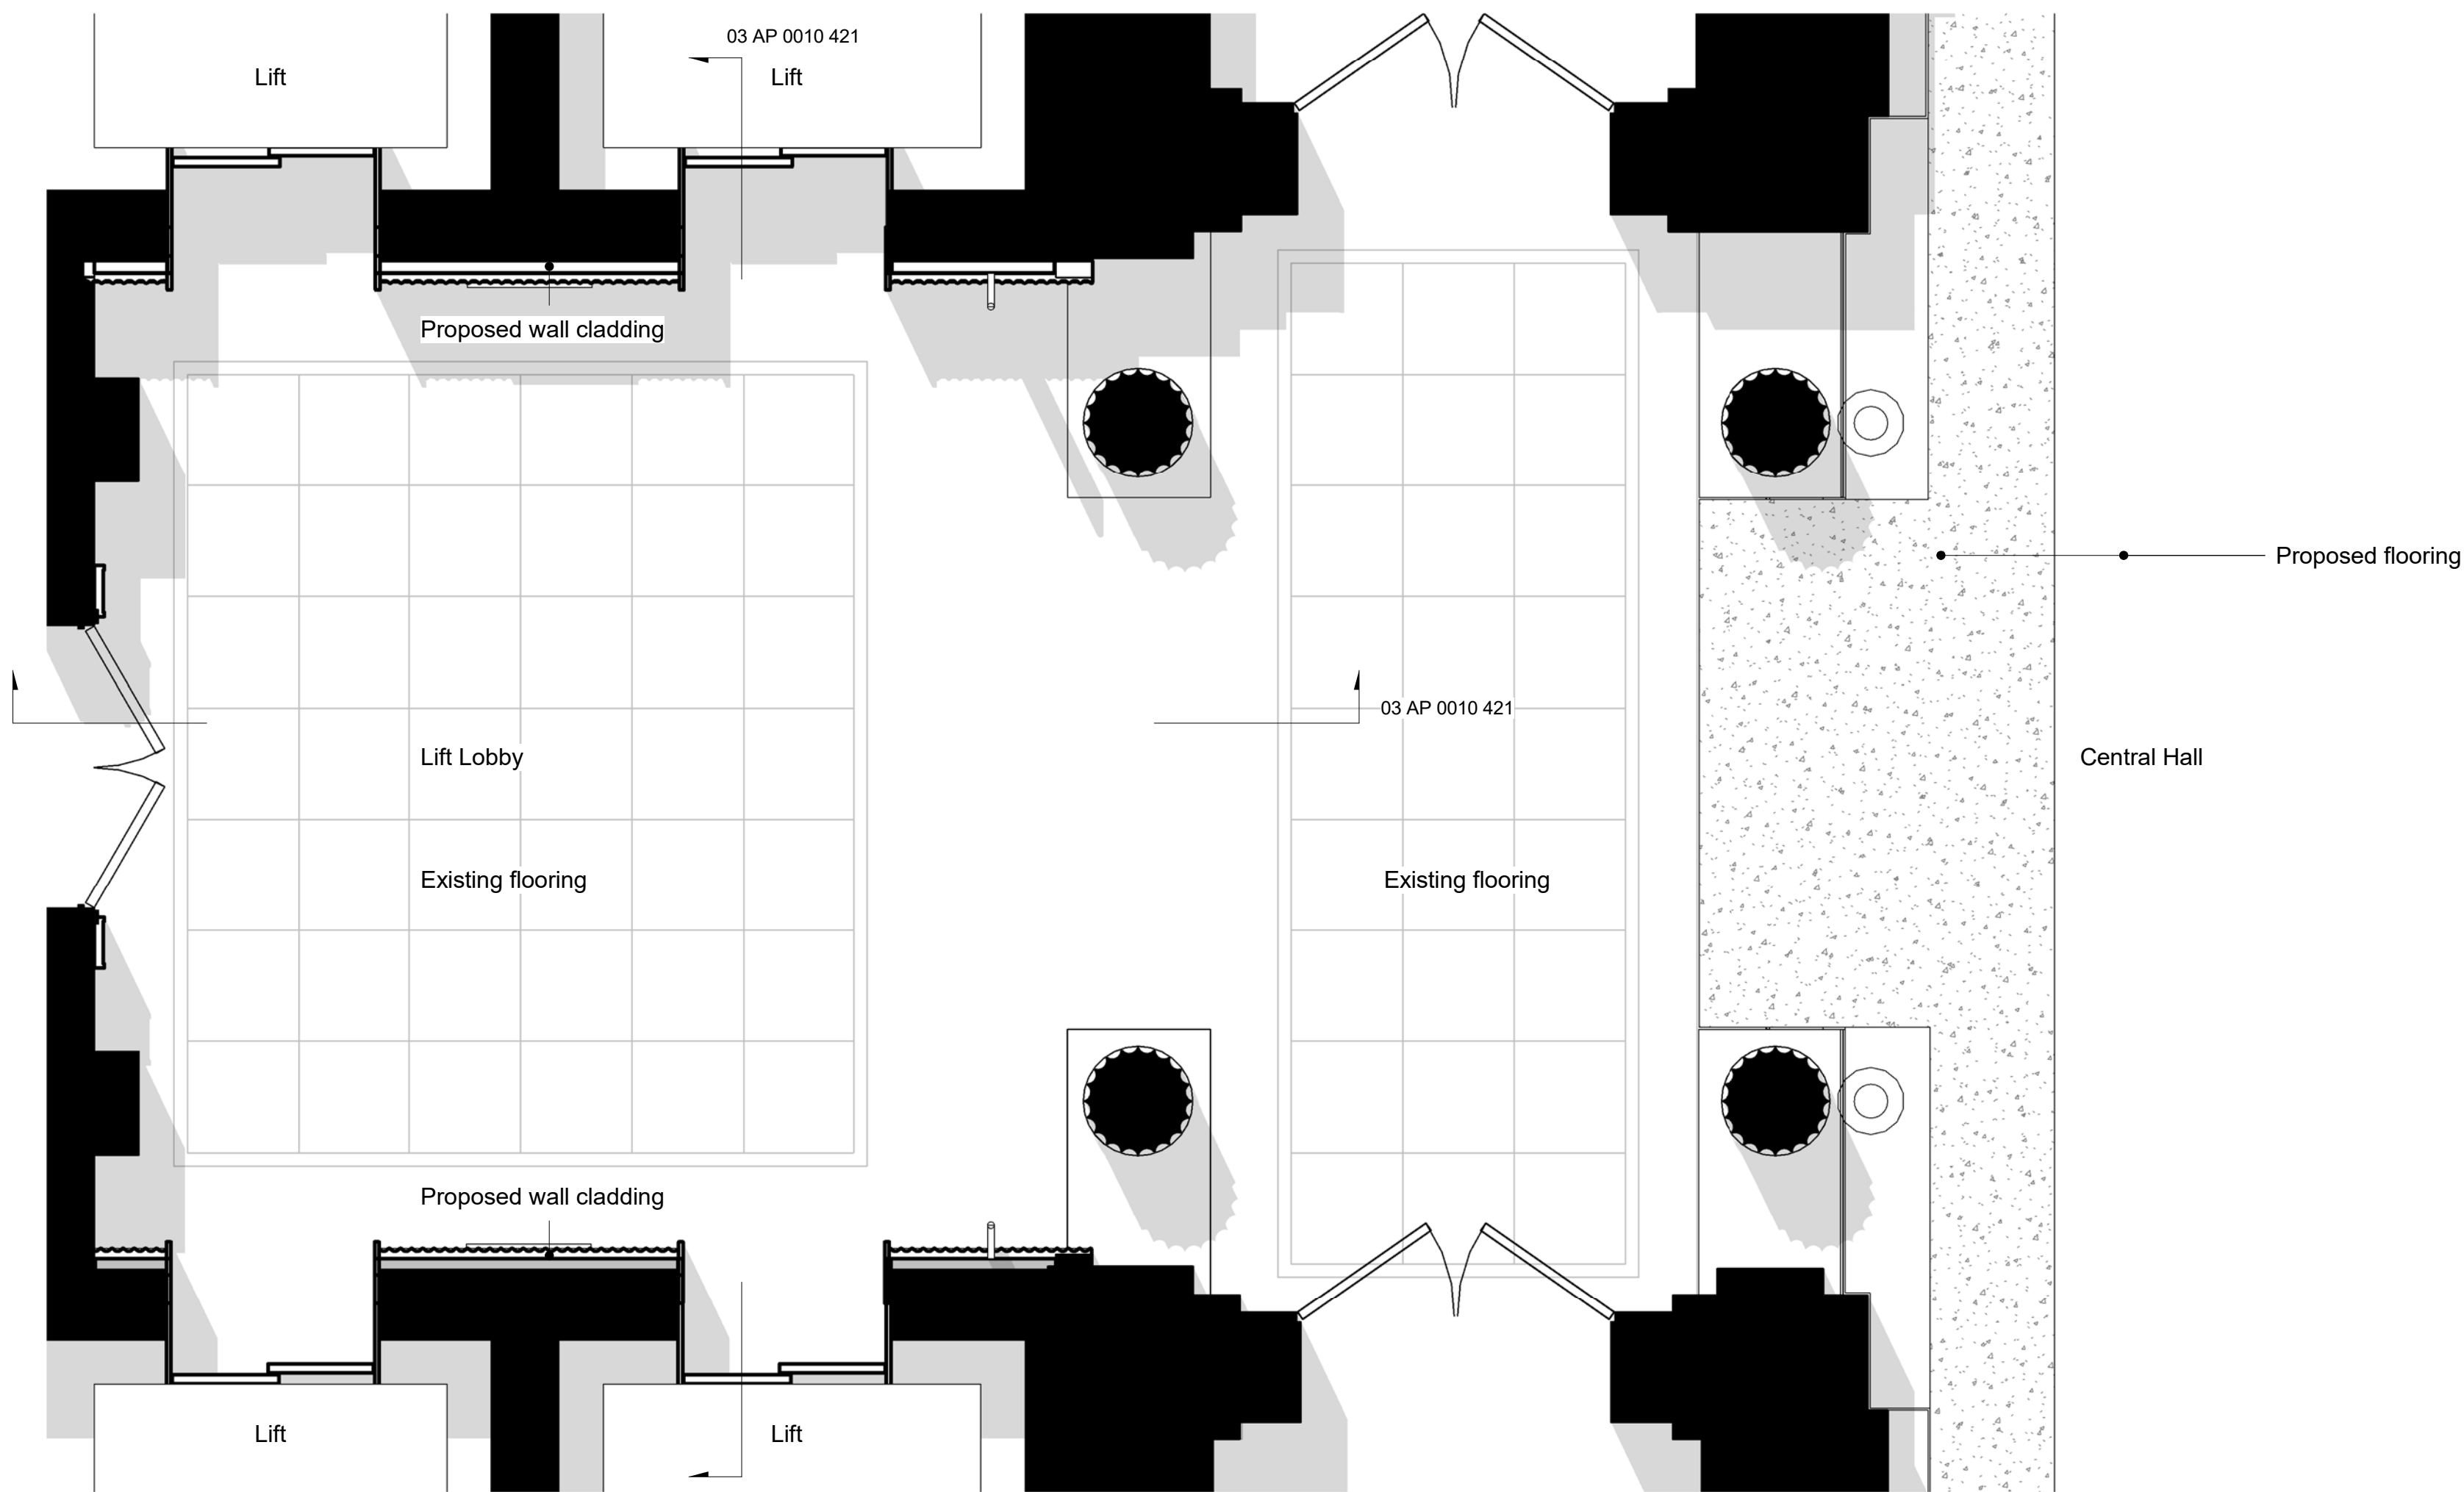 03 AP 0010 421
Lift
Lift
Proposed wall cladding
Proposed flooring
03 AP 0010 421
Lift Lobby
Central Hall
Existing flooring
Existing flooring
Proposed wall cladding
Lift
Lift